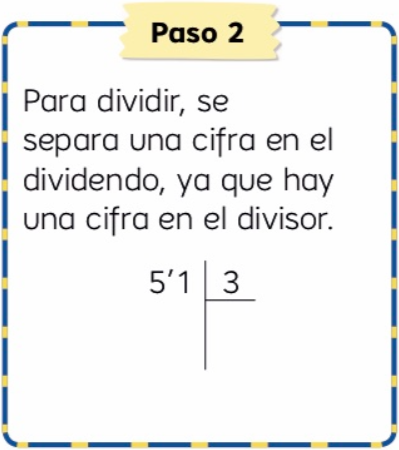 Paso 2
Para dividir, se
separa una cifra en el
dividendo, ya que hay
una cifra en el divisor.
5'1 3